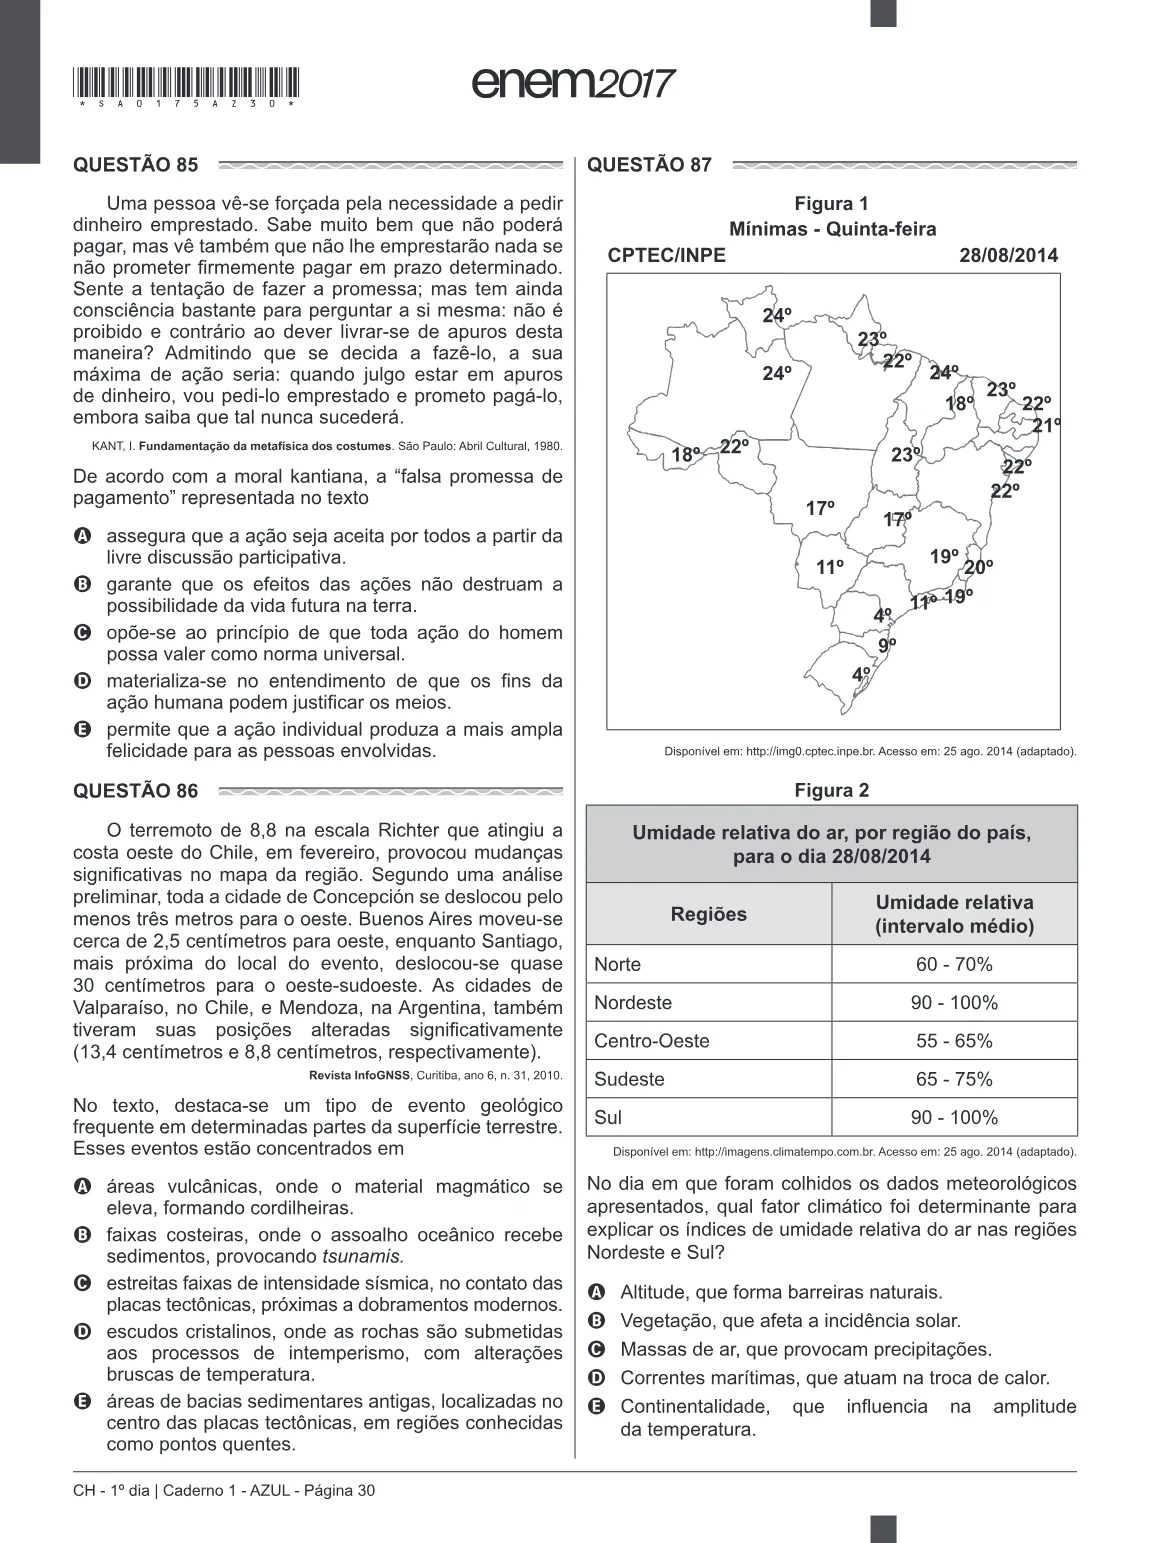 *SA0175AZ30*
enem2017
QUESTÃO 85
Uma pessoa vê-se forçada pela necessidade a pedir
dinheiro emprestado. Sabe muito bem que não poderá
pagar, mas vê também que não lhe emprestarão nada se
não prometer firmemente pagar em prazo determinado.
Sente a tentação de fazer a promessa; mas tem ainda
consciência bastante para perguntar a si mesma: não é
proibido e contrário ao dever livrar-se de apuros desta
maneira? Admitindo que se decida a fazê-lo, a sua
máxima de ação seria: quando julgo estar em apuros
de dinheiro, vou pedi-lo emprestado e prometo pagá-lo,
embora saiba que tal nunca sucederá.
KANT, I. Fundamentação da metafísica dos costumes. São Paulo: Abril Cultural, 1980.
De acordo com a moral kantiana, a “falsa promessa de
pagamento” representada no texto
A assegura que a ação seja aceita por todos a partir da
livre discussão participativa.
B garante que os efeitos das ações não destruam a
possibilidade da vida futura na terra.
C opõe-se ao princípio de que toda ação do homem
possa valer como norma universal.
D materializa-se no entendimento de que os fins da
ação humana podem justificar os meios.
E permite que a ação individual produza a mais ampla
felicidade para as pessoas envolvidas.
QUESTÃO 86
O terremoto de 8,8 na escala Richter que atingiu a
costa oeste do Chile, em fevereiro, provocou mudanças
significativas no mapa da região. Segundo uma análise
preliminar, toda a cidade de Concepción se deslocou pelo
menos três metros para o oeste. Buenos Aires moveu-se
cerca de 2,5 centímetros para oeste, enquanto Santiago,
mais próxima do local do evento, deslocou-se quase
30 centímetros para o oeste-sudoeste. As cidades de
Valparaíso, no Chile, e Mendoza, na Argentina, também
tiveram suas posições alteradas significativamente
(13,4 centímetros e 8,8 centímetros, respectivamente).
Revista InfoGNSS, Curitiba, ano 6, n. 31, 2010.
No texto, destaca-se um tipo de evento geológico
frequente em determinadas partes da superfície terrestre.
Esses eventos estão concentrados em
A áreas vulcânicas, onde o material magmático se
eleva, formando cordilheiras.
B faixas costeiras, onde o assoalho oceânico recebe
sedimentos, provocando tsunamis.
C estreitas faixas de intensidade sísmica, no contato das
placas tectônicas, próximas a dobramentos modernos.
D escudos cristalinos, onde as rochas são submetidas
aos processos de intemperismo, com alterações
bruscas de temperatura.
E áreas de bacias sedimentares antigas, localizadas no
centro das placas tectônicas, em regiões conhecidas
como pontos quentes.
QUESTÃO 87
Figura 1
Mínimas - Quinta-feira
CPTEC/INPE 28/08/2014
24º
23º
22º
24º
24º
23º
18º
22º
21º
22º
18º
23º
22º
22º
17º
17º
19º
11º
20º
19º
11º
4º
9º
4º
Disponível em: http://img0.cptec.inpe.br. Acesso em: 25 ago. 2014 (adaptado).
Figura 2
Umidade relativa do ar, por região do país,
para o dia 28/08/2014
Regiões
Umidade relativa
(intervalo médio)
Norte 60 - 70%
Nordeste 90 - 100%
Centro-Oeste 55 - 65%
Sudeste 65 - 75%
Sul 90 - 100%
Disponível em: http://imagens.climatempo.com.br. Acesso em: 25 ago. 2014 (adaptado).
No dia em que foram colhidos os dados meteorológicos
apresentados, qual fator climático foi determinante para
explicar os índices de umidade relativa do ar nas regiões
Nordeste e Sul?
A Altitude, que forma barreiras naturais.
B Vegetação, que afeta a incidência solar.
C Massas de ar, que provocam precipitações.
D Correntes marítimas, que atuam na troca de calor.
E Continentalidade, que influencia na amplitude
da temperatura.
CH - 1º dia | Caderno 1 - AZUL - Página 30